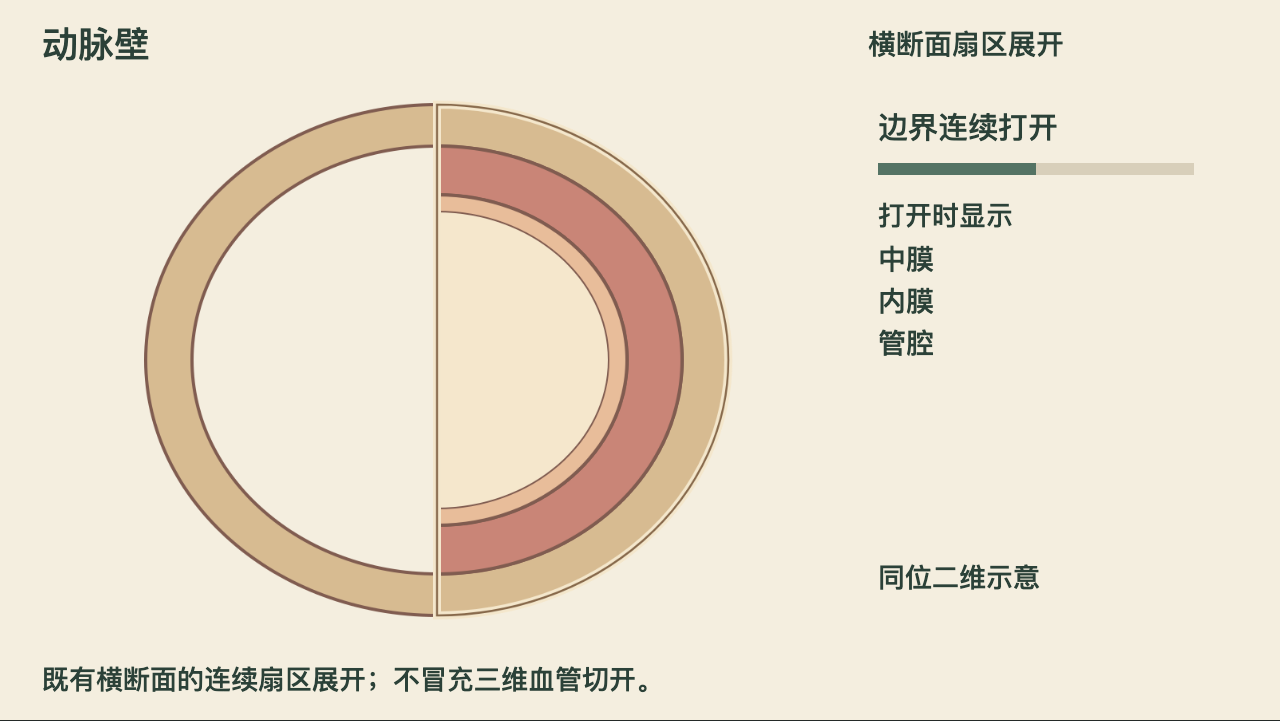 动脉壁
横断面扇区展开
边界连续打开
打开时显示
中膜
内膜
管腔
同位二维示意
既有横断面的连续扇区展开；不冒充三维血管切开。